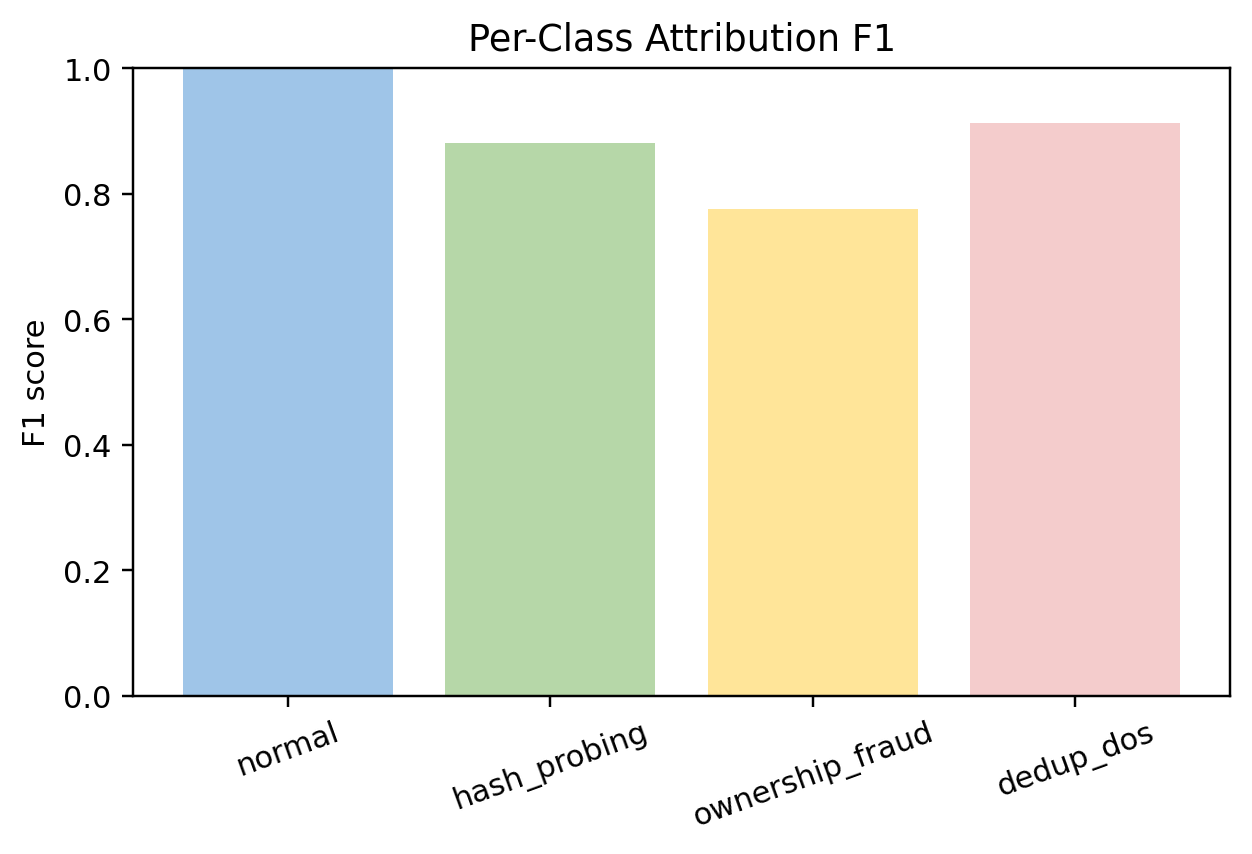 Per-Class Attribution F1
F1 score
1.0
0.8
0.6
0.4
0.2
0.0
normal
hash_probing
ownership_fraud
dedup_dos